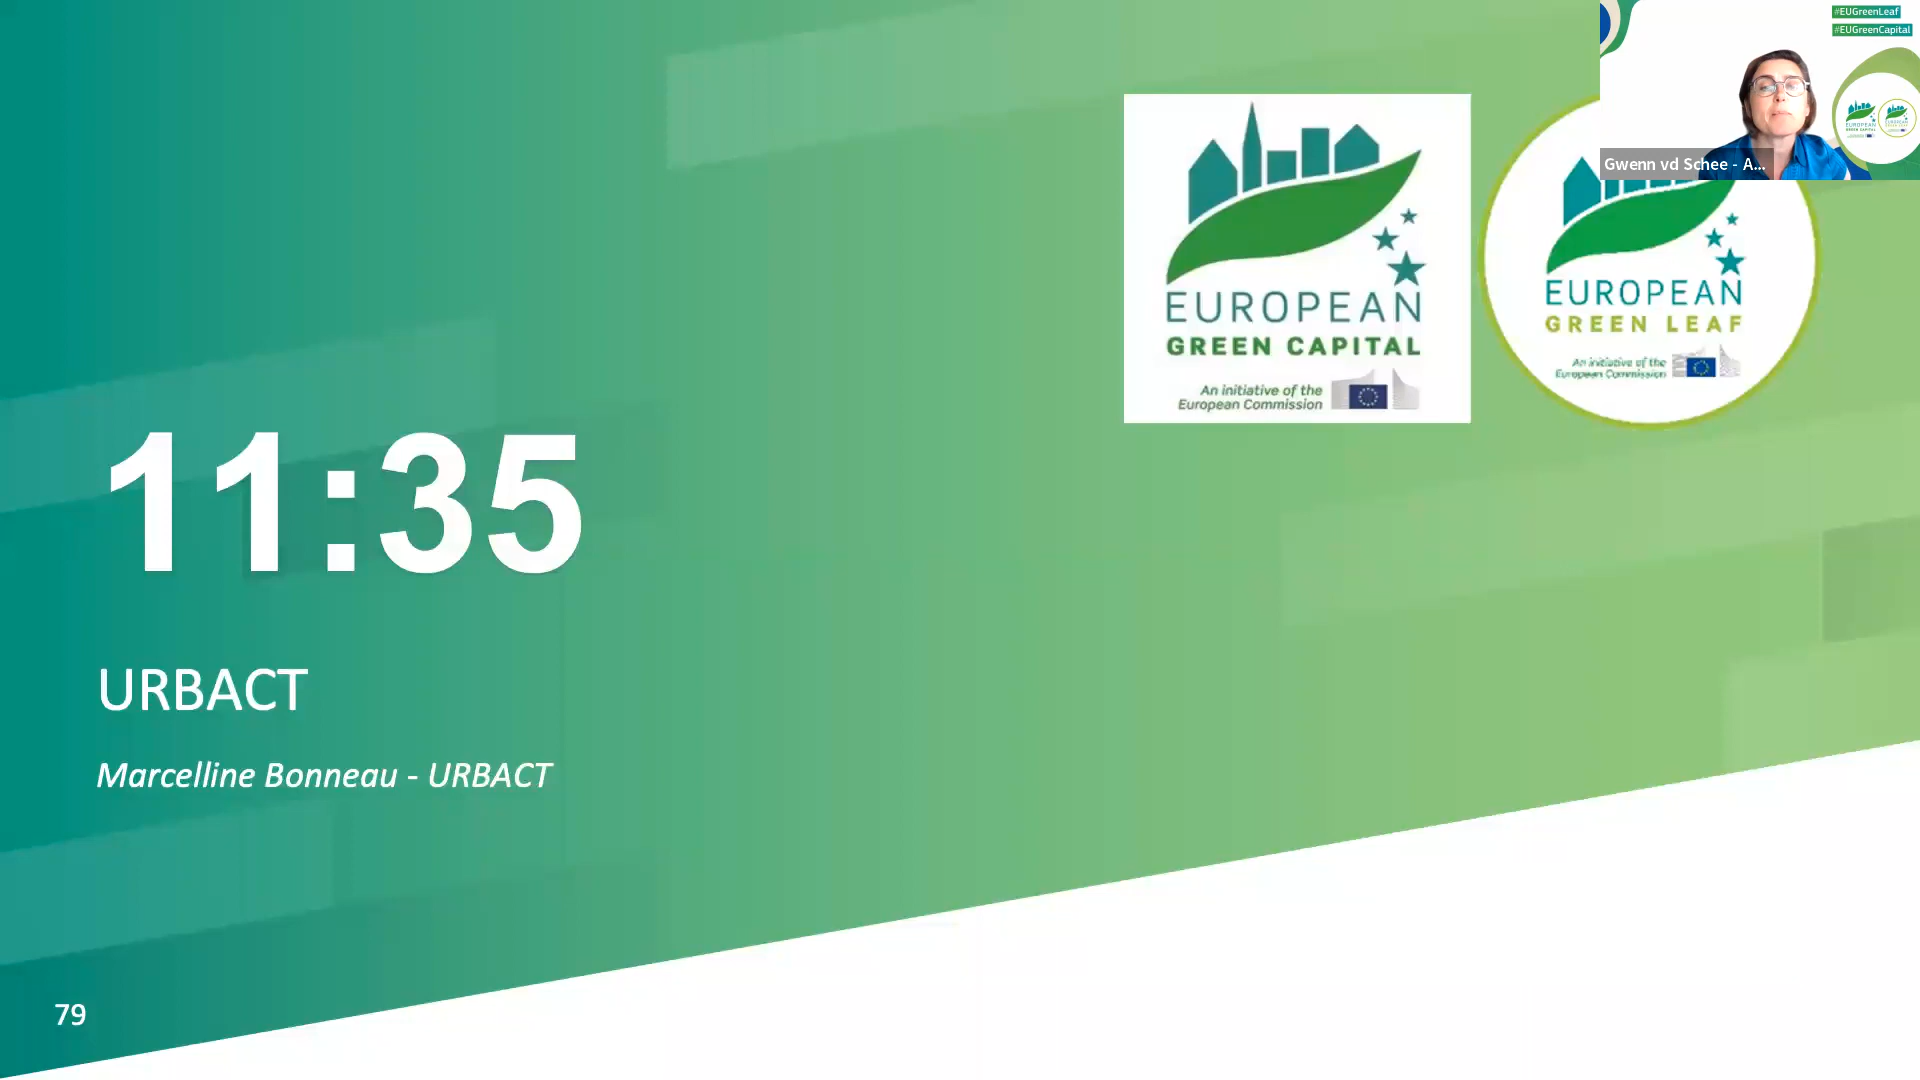 #EUGreenLeaf
#EUGreenCapital
Gwenn vd Schee - A...
EUROPEAN
GREEN CAPITAL
An initiative of the
European Commission
EUROPEAN
GREEN LEAF
An initiative of the
European Commission
11:35
URBACT
Marcelline Bonneau - URBACT
79